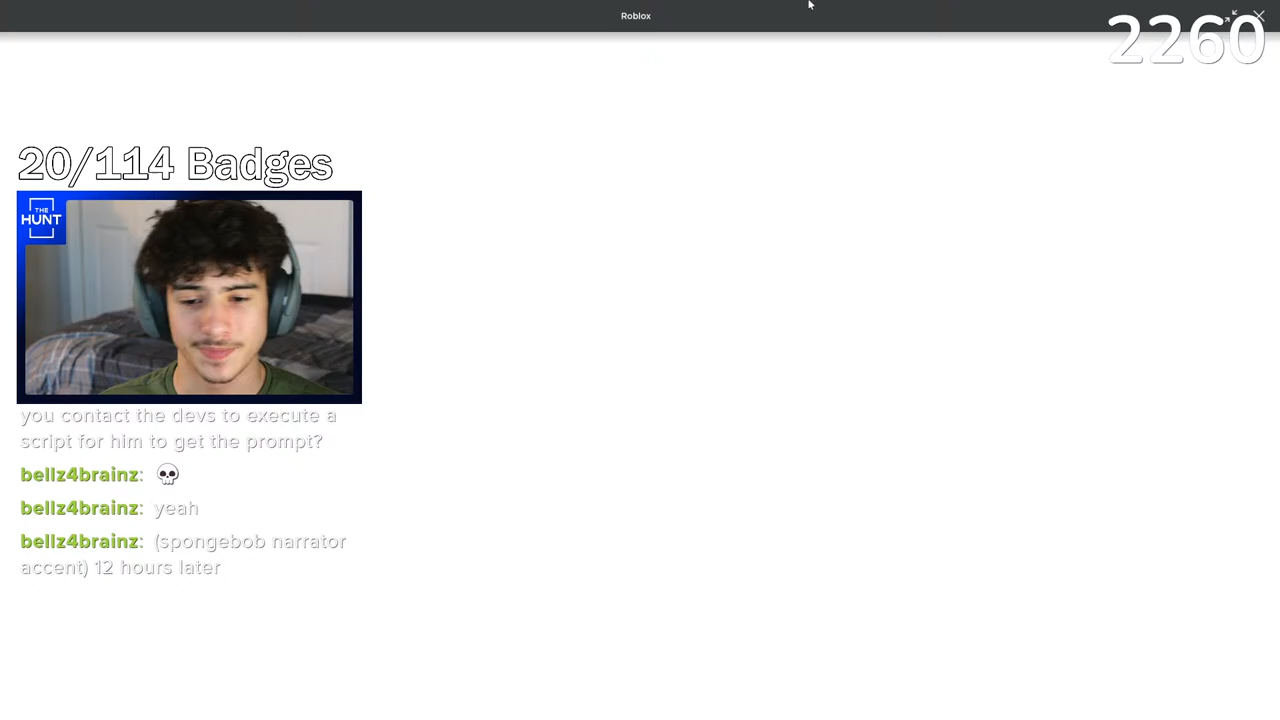 Roblox
2260
20/114 Badges
THE
HUNT
you contact the devs to execute a
script for him to get the prompt?
bellz4brainz: 💀
bellz4brainz: yeah
bellz4brainz: (spongebob narrator
accent) 12 hours later